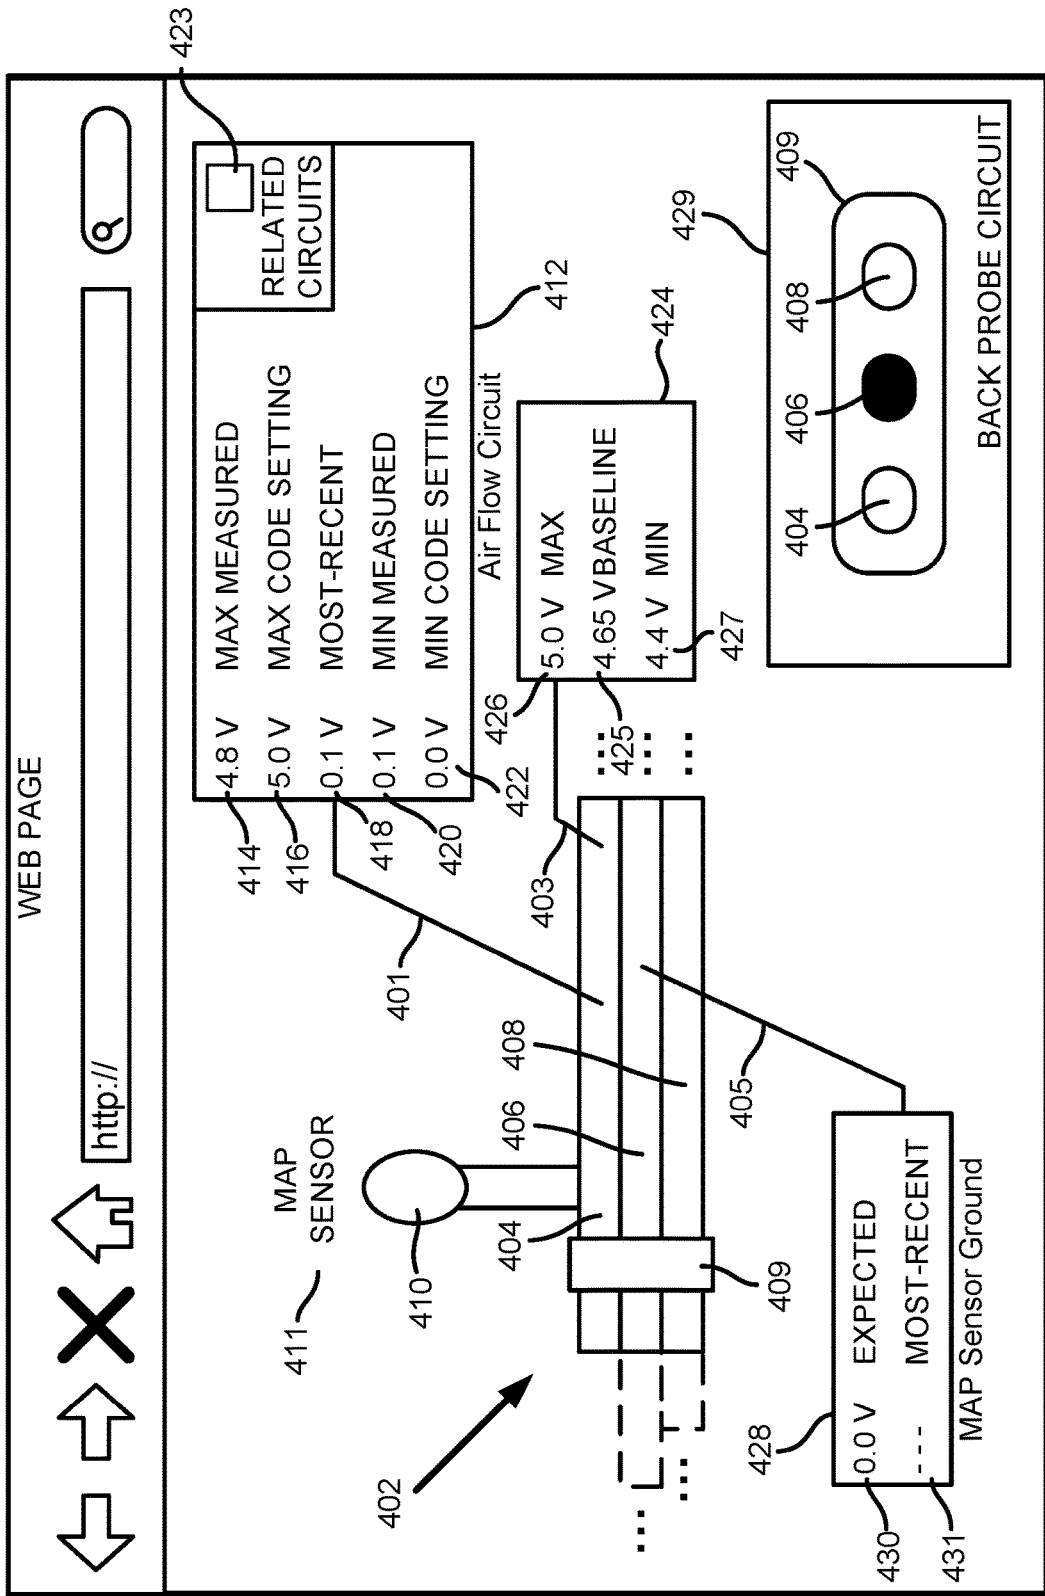 WEB PAGE
http://
423
4.8 V MAX MEASURED
5.0 V MAX CODE SETTING
0.1 V MOST-RECENT
0.1 V MIN MEASURED
0.0 V MIN CODE SETTING
RELATED
CIRCUITS
414
416
418
420
422
412
Air Flow Circuit
MAP
SENSOR
411
410
401
403
426
5.0 V MAX
4.65 V BASELINE
4.4 V MIN
424
425
427
402
404
406
408
409
405
428
0.0 V EXPECTED
--- MOST-RECENT
MAP Sensor Ground
430
431
429
404
406
408
409
BACK PROBE CIRCUIT